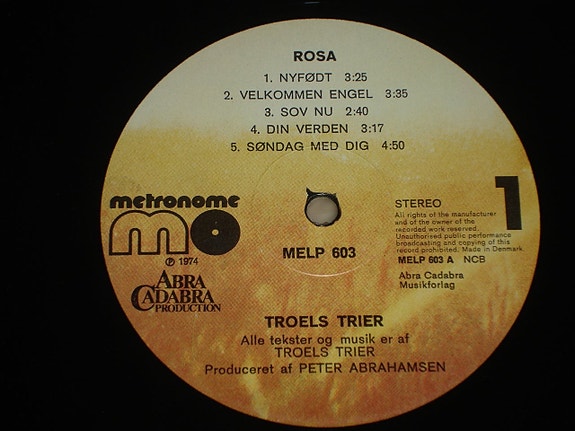 ROSA
1. NYFØDT 3:25
2. VELKOMMEN ENGEL 3:35
3. SOV NU 2:40
4. DIN VERDEN 3:17
5. SØNDAG MED DIG 4:50
metronome
mo
℗ 1974
ABRA
CADABRA
PRODUCTION
MELP 603
STEREO
1
All rights of the manufacturer
and of the owner of the
recorded work reserved.
Unauthorised public performance
broadcasting and copying of this
record prohibited. Made in Denmark
MELP 603 A NCB
Abra Cadabra
Musikforlag
TROELS TRIER
Alle tekster og musik er af
TROELS TRIER
Produceret af PETER ABRAHAMSEN